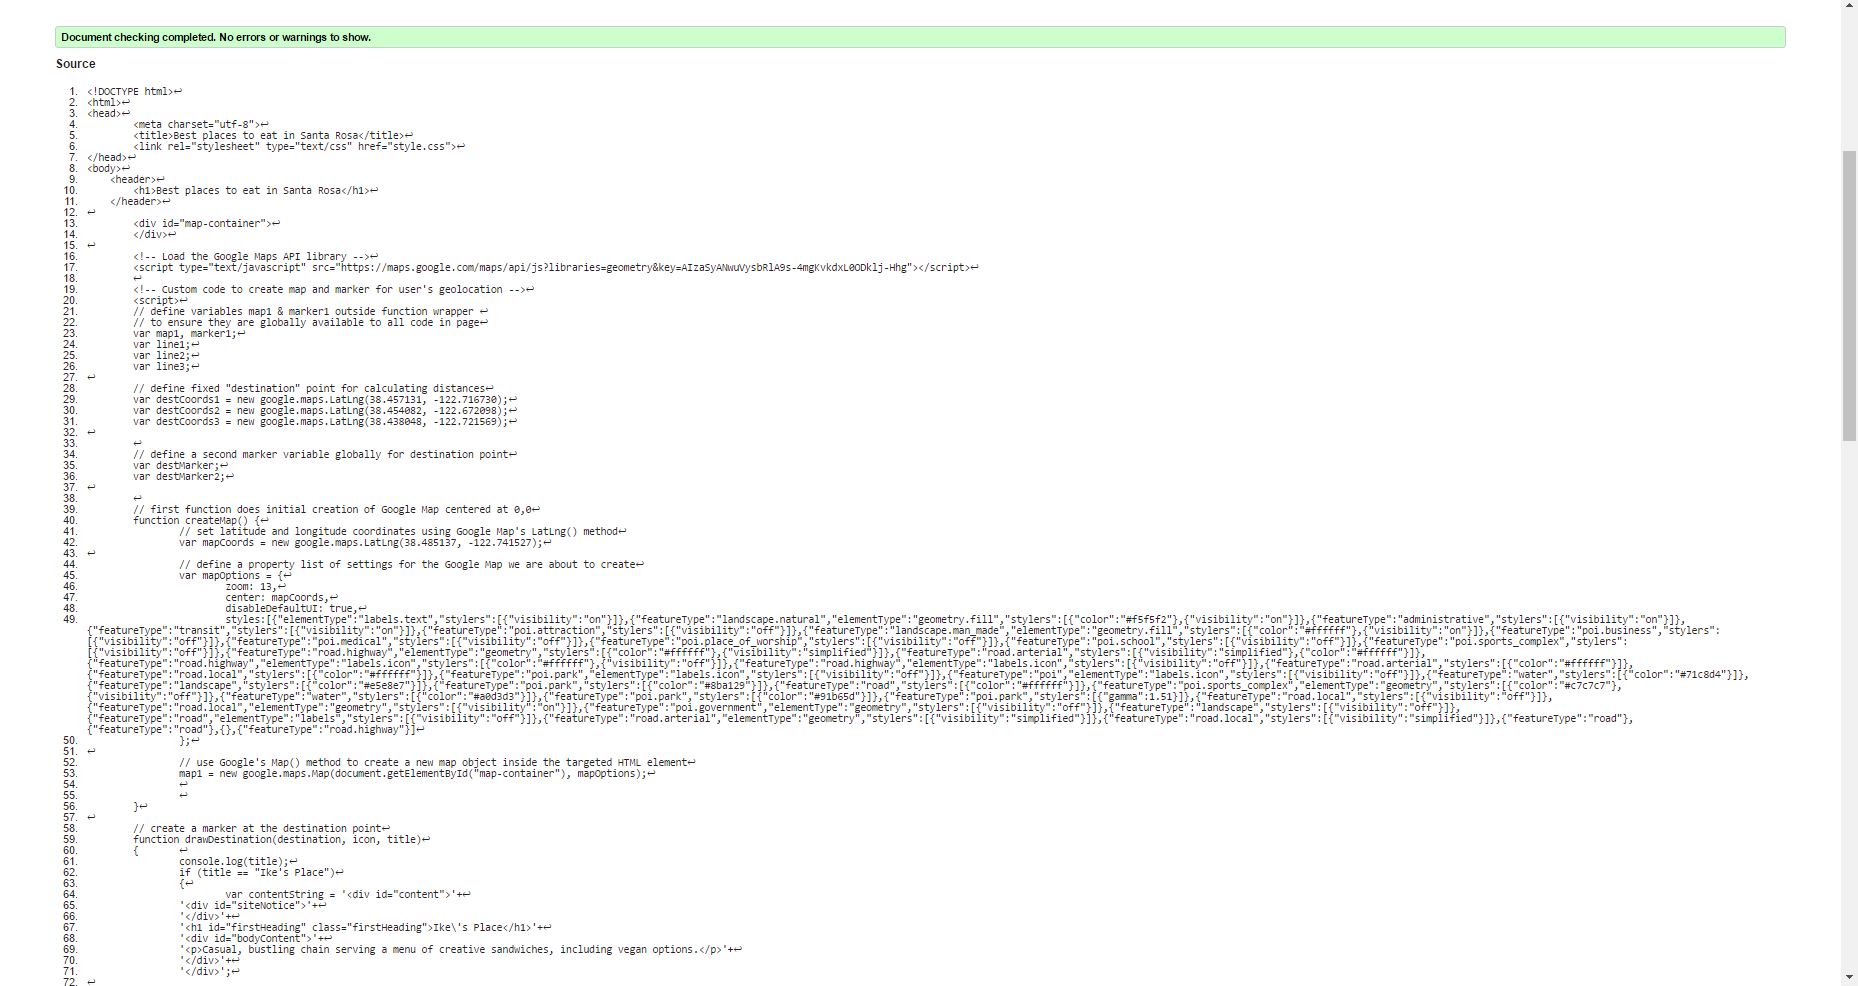 Document checking completed. No errors or warnings to show.
Source
1. <!DOCTYPE html>↩
2. <html>↩
3. <head>↩
4. <meta charset="utf-8">↩
5. <title>Best places to eat in Santa Rosa</title>↩
6. <link rel="stylesheet" type="text/css" href="style.css">↩
7. </head>↩
8. <body>↩
9. <header>↩
10. <h1>Best places to eat in Santa Rosa</h1>↩
11. </header>↩
12. ↩
13. <div id="map-container">↩
14. </div>↩
15. ↩
16. <!-- Load the Google Maps API library -->↩
17. <script type="text/javascript" src="https://maps.google.com/maps/api/js?libraries=geometry&key=AIzaSyANwuVysbRlA9s-4mgKvkdxL0ODklj-Hhg"></script>↩
18. ↩
19. <!-- Custom code to create map and marker for user's geolocation -->↩
20. <script>↩
21. // define variables map1 & marker1 outside function wrapper ↩
22. // to ensure they are globally available to all code in page↩
23. var map1, marker1;↩
24. var line1;↩
25. var line2;↩
26. var line3;↩
27. ↩
28. // define fixed "destination" point for calculating distances↩
29. var destCoords1 = new google.maps.LatLng(38.457131, -122.716730);↩
30. var destCoords2 = new google.maps.LatLng(38.454082, -122.672098);↩
31. var destCoords3 = new google.maps.LatLng(38.438048, -122.721569);↩
32. ↩
33. ↩
34. // define a second marker variable globally for destination point↩
35. var destMarker;↩
36. var destMarker2;↩
37. ↩
38. ↩
39. // first function does initial creation of Google Map centered at 0,0↩
40. function createMap() {↩
41. // set latitude and longitude coordinates using Google Map's LatLng() method↩
42. var mapCoords = new google.maps.LatLng(38.485137, -122.741527);↩
43. ↩
44. // define a property list of settings for the Google Map we are about to create↩
45. var mapOptions = {↩
46. zoom: 13,↩
47. center: mapCoords,↩
48. disableDefaultUI: true,↩
49. styles:[{"elementType":"labels.text","stylers":[{"visibility":"on"}]},{"featureType":"landscape.natural","elementType":"geometry.fill","stylers":[{"color":"#f5f5f2"},{"visibility":"on"}]},{"featureType":"administrative","stylers":[{"visibility":"on"}]},
{"featureType":"transit","stylers":[{"visibility":"on"}]},{"featureType":"poi.attraction","stylers":[{"visibility":"off"}]},{"featureType":"landscape.man_made","elementType":"geometry.fill","stylers":[{"color":"#ffffff"},{"visibility":"on"}]},{"featureType":"poi.business","stylers":
[{"visibility":"off"}]},{"featureType":"poi.medical","stylers":[{"visibility":"off"}]},{"featureType":"poi.place_of_worship","stylers":[{"visibility":"off"}]},{"featureType":"poi.school","stylers":[{"visibility":"off"}]},{"featureType":"poi.sports_complex","stylers":
[{"visibility":"off"}]},{"featureType":"road.highway","elementType":"geometry","stylers":[{"color":"#ffffff"},{"visibility":"simplified"}]},{"featureType":"road.arterial","stylers":[{"visibility":"simplified"},{"color":"#ffffff"}]},
{"featureType":"road.highway","elementType":"labels.icon","stylers":[{"color":"#ffffff"},{"visibility":"off"}]},{"featureType":"road.highway","elementType":"labels.icon","stylers":[{"visibility":"off"}]},{"featureType":"road.arterial","stylers":[{"color":"#ffffff"}]},
{"featureType":"road.local","stylers":[{"color":"#ffffff"}]},{"featureType":"poi.park","elementType":"labels.icon","stylers":[{"visibility":"off"}]},{"featureType":"poi","elementType":"labels.icon","stylers":[{"visibility":"off"}]},{"featureType":"water","stylers":[{"color":"#71c8d4"}]},
{"featureType":"landscape","stylers":[{"color":"#e5e8e7"}]},{"featureType":"poi.park","stylers":[{"color":"#8ba129"}]},{"featureType":"road","stylers":[{"color":"#ffffff"}]},{"featureType":"poi.sports_complex","elementType":"geometry","stylers":[{"color":"#c7c7c7"},
{"visibility":"off"}]},{"featureType":"water","stylers":[{"color":"#a0d3d3"}]},{"featureType":"poi.park","stylers":[{"color":"#91b65d"}]},{"featureType":"poi.park","stylers":[{"gamma":1.51}]},{"featureType":"road.local","stylers":[{"visibility":"off"}]},
{"featureType":"road.local","elementType":"geometry","stylers":[{"visibility":"on"}]},{"featureType":"poi.government","elementType":"geometry","stylers":[{"visibility":"off"}]},{"featureType":"landscape","stylers":[{"visibility":"off"}]},
{"featureType":"road","elementType":"labels","stylers":[{"visibility":"off"}]},{"featureType":"road.arterial","elementType":"geometry","stylers":[{"visibility":"simplified"}]},{"featureType":"road.local","stylers":[{"visibility":"simplified"}]},{"featureType":"road"},
{"featureType":"road"},{},{"featureType":"road.highway"}]↩
50. };↩
51. ↩
52. // use Google's Map() method to create a new map object inside the targeted HTML element↩
53. map1 = new google.maps.Map(document.getElementById("map-container"), mapOptions);↩
54. ↩
55. ↩
56. }↩
57. ↩
58. // create a marker at the destination point↩
59. function drawDestination(destination, icon, title)↩
60. { ↩
61. console.log(title);↩
62. if (title == "Ike's Place")↩
63. {↩
64. var contentString = '<div id="content">'+↩
65. '<div id="siteNotice">'+↩
66. '</div>'+↩
67. '<h1 id="firstHeading" class="firstHeading">Ike\'s Place</h1>'+↩
68. '<div id="bodyContent">'+↩
69. '<p>Casual, bustling chain serving a menu of creative sandwiches, including vegan options.</p>'+↩
70. '</div>'+↩
71. '</div>';↩
72. ↩